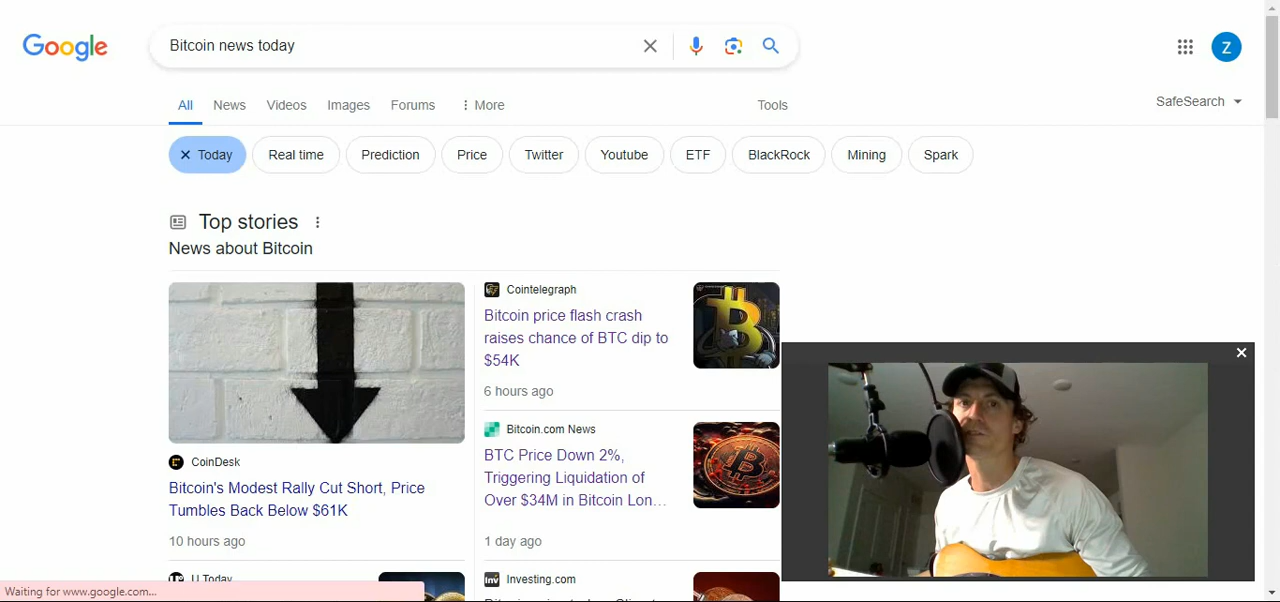 Google
Bitcoin news today
Z
All News Videos Images Forums More Tools SafeSearch
Today Real time Prediction Price Twitter Youtube ETF BlackRock Mining Spark
Top stories
News about Bitcoin
CoinDesk
Bitcoin's Modest Rally Cut Short, Price
Tumbles Back Below $61K
10 hours ago
Cointelegraph
Bitcoin price flash crash
raises chance of BTC dip to
$54K
6 hours ago
Bitcoin.com News
BTC Price Down 2%,
Triggering Liquidation of
Over $34M in Bitcoin Lon...
1 day ago
U.Today
Investing.com
Waiting for www.google.com...